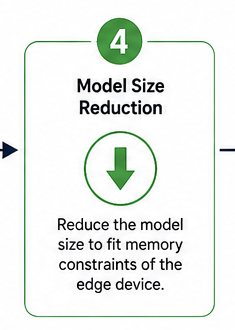 4
Model Size
Reduction
Reduce the model
size to fit memory
constraints of the
edge device.